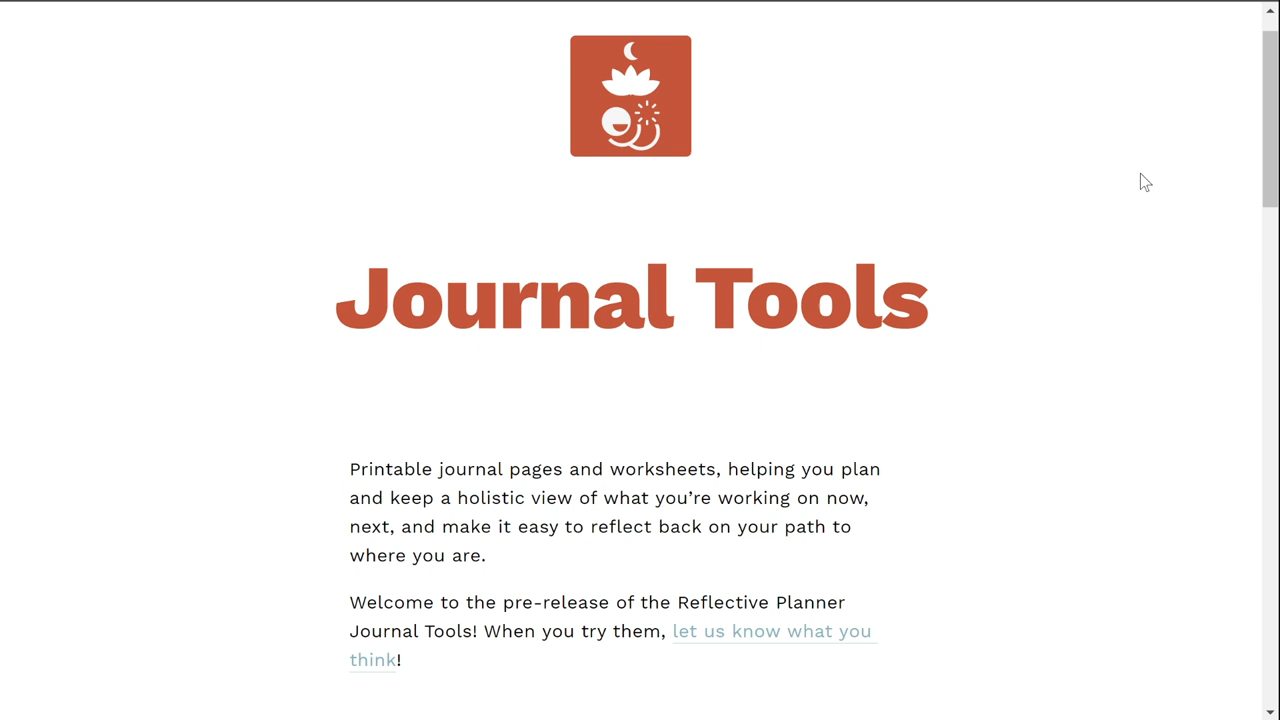 Journal Tools
Printable journal pages and worksheets, helping you plan
and keep a holistic view of what you’re working on now,
next, and make it easy to reflect back on your path to
where you are.
Welcome to the pre-release of the Reflective Planner
Journal Tools! When you try them, let us know what you
think!